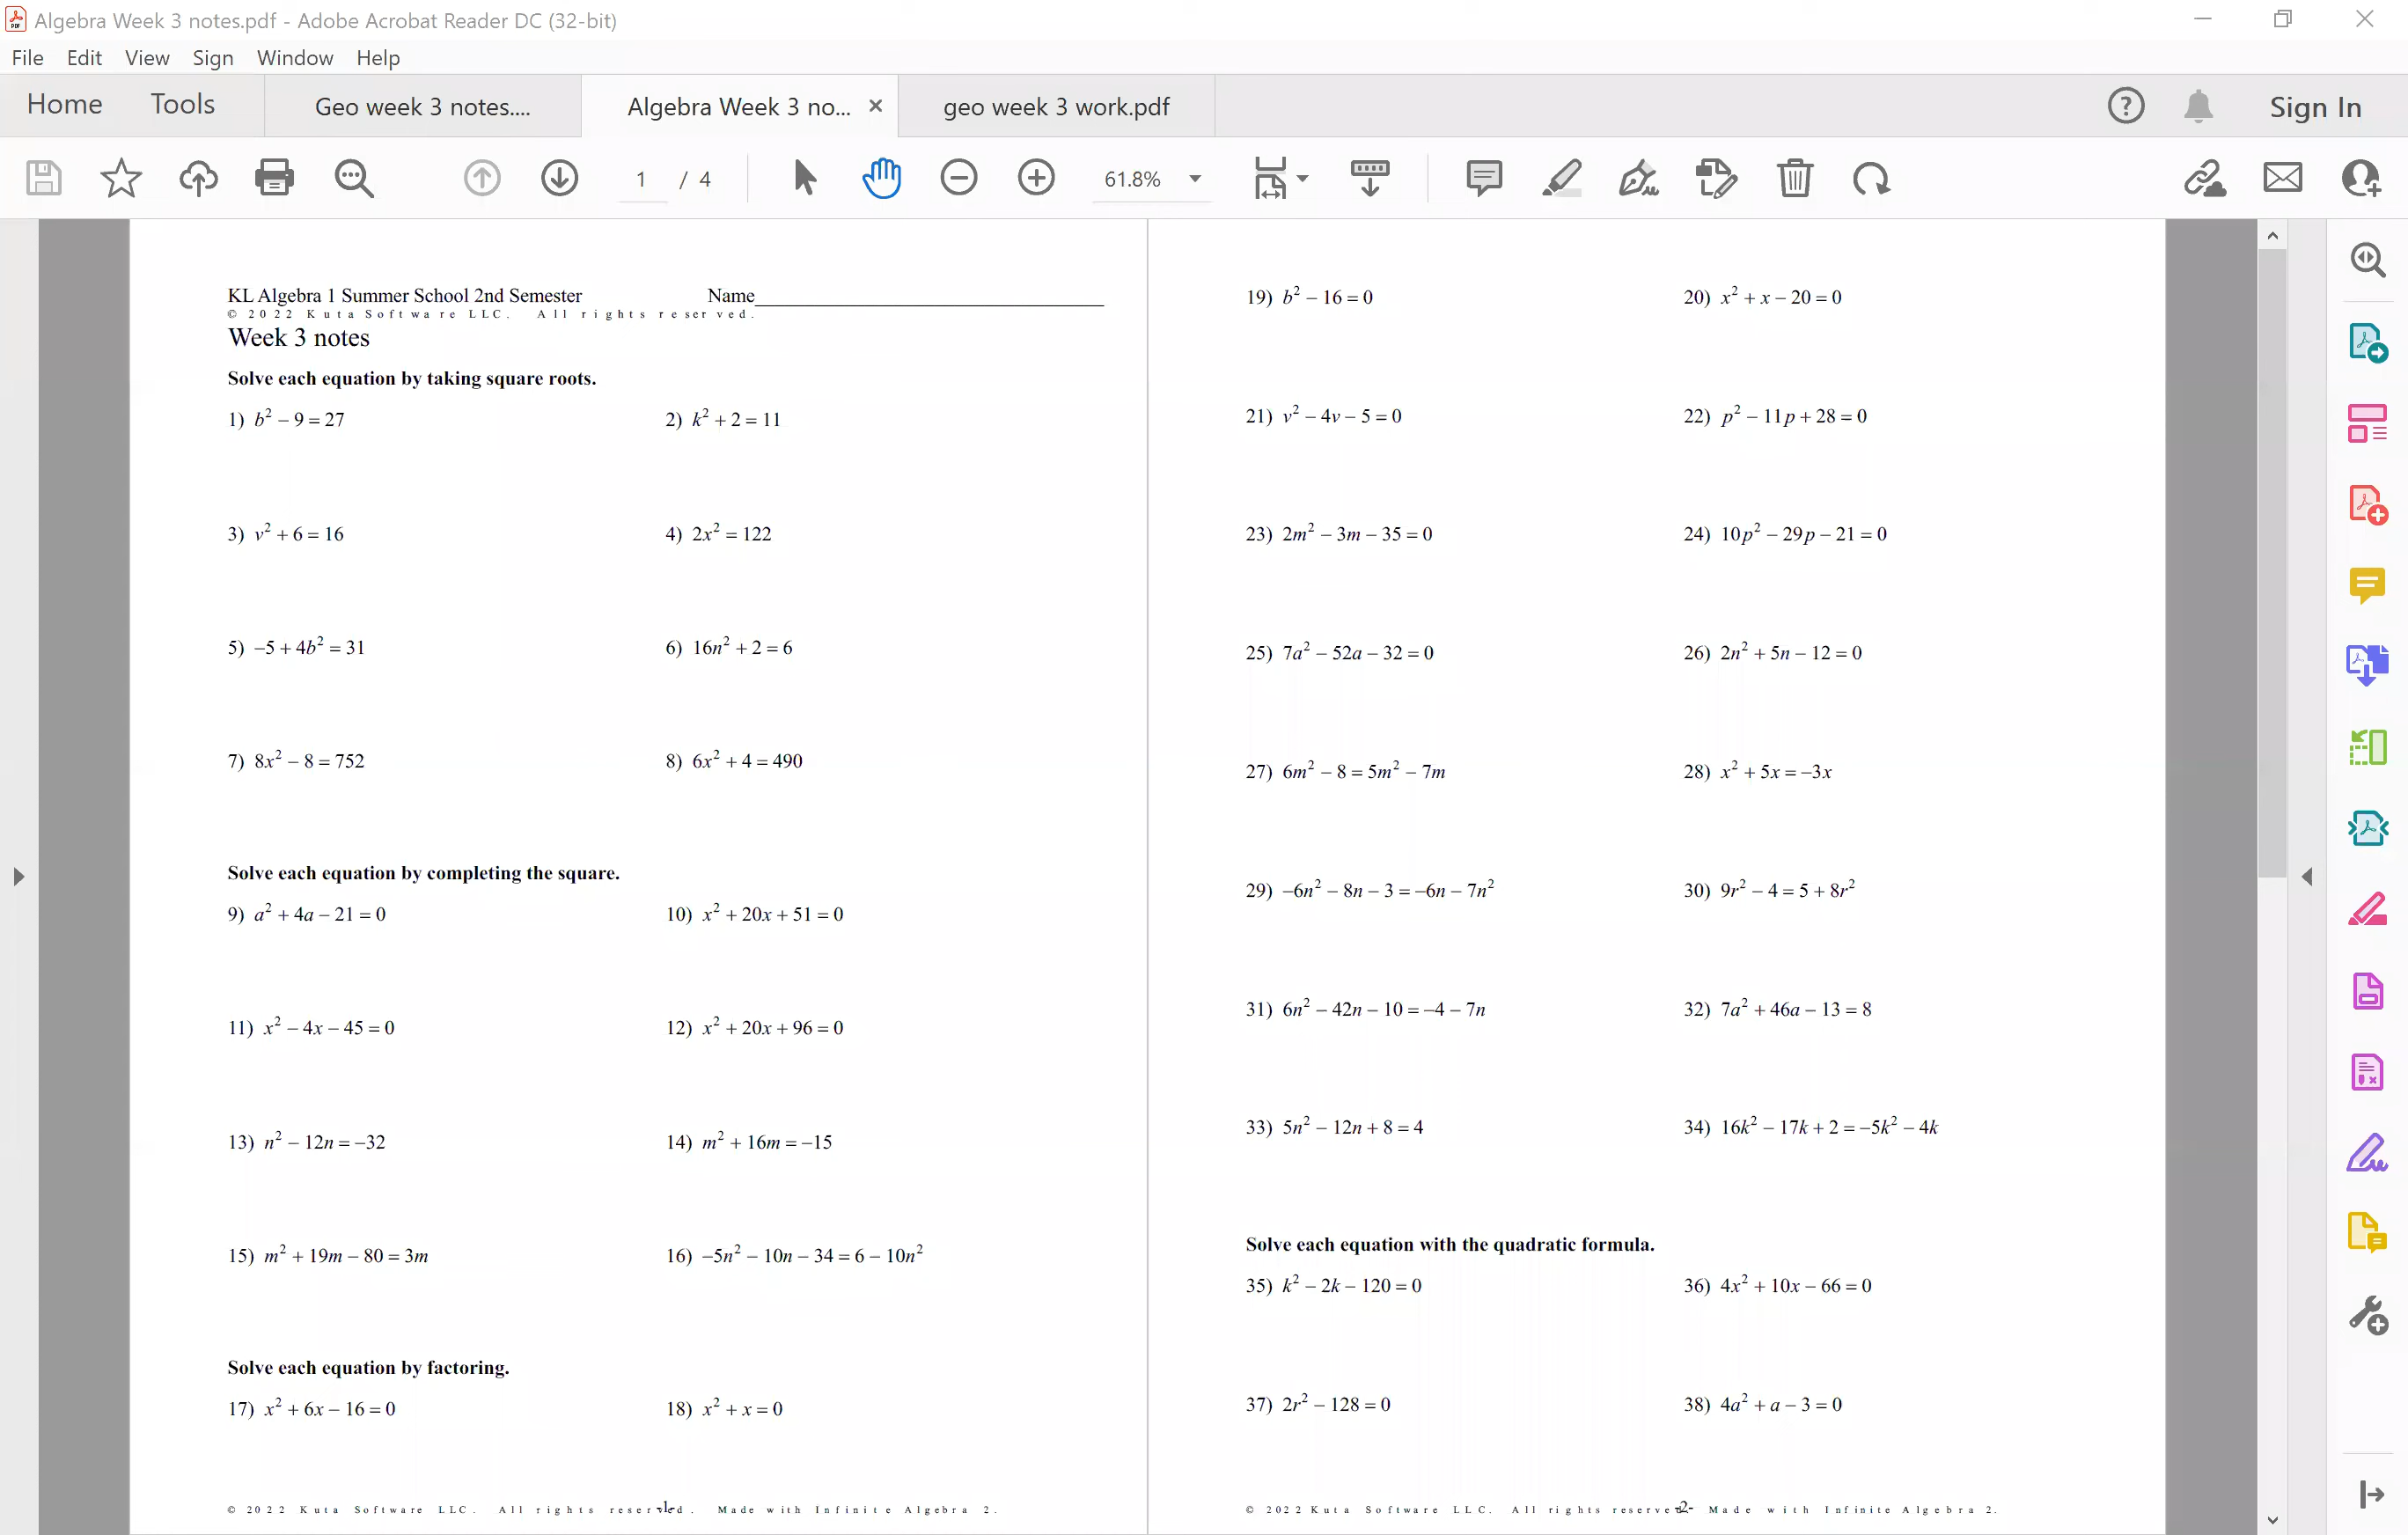 Algebra Week 3 notes.pdf - Adobe Acrobat Reader DC (32-bit)
File Edit View Sign Window Help
Home Tools Geo week 3 notes.... Algebra Week 3 no... × geo week 3 work.pdf ? Sign In
1 / 4 61.8%
KL Algebra 1 Summer School 2nd Semester Name____________________
© 2022 Kuta Software LLC. All rights reserved.
Week 3 notes
Solve each equation by taking square roots.
1) b² − 9 = 27 2) k² + 2 = 11
3) v² + 6 = 16 4) 2x² = 122
5) −5 + 4b² = 31 6) 16n² + 2 = 6
7) 8x² − 8 = 752 8) 6x² + 4 = 490
Solve each equation by completing the square.
9) a² + 4a − 21 = 0 10) x² + 20x + 51 = 0
11) x² − 4x − 45 = 0 12) x² + 20x + 96 = 0
13) n² − 12n = −32 14) m² + 16m = −15
15) m² + 19m − 80 = 3m 16) −5n² − 10n − 34 = 6 − 10n²
Solve each equation by factoring.
17) x² + 6x − 16 = 0 18) x² + x = 0
© 2022 Kuta Software LLC. All rights reserved. Made with Infinite Algebra 2.
-1-
19) b² − 16 = 0 20) x² + x − 20 = 0
21) v² − 4v − 5 = 0 22) p² − 11p + 28 = 0
23) 2m² − 3m − 35 = 0 24) 10p² − 29p − 21 = 0
25) 7a² − 52a − 32 = 0 26) 2n² + 5n − 12 = 0
27) 6m² − 8 = 5m² − 7m 28) x² + 5x = −3x
29) −6n² − 8n − 3 = −6n − 7n² 30) 9r² − 4 = 5 + 8r²
31) 6n² − 42n − 10 = −4 − 7n 32) 7a² + 46a − 13 = 8
33) 5n² − 12n + 8 = 4 34) 16k² − 17k + 2 = −5k² − 4k
Solve each equation with the quadratic formula.
35) k² − 2k − 120 = 0 36) 4x² + 10x − 66 = 0
37) 2r² − 128 = 0 38) 4a² + a − 3 = 0
© 2022 Kuta Software LLC. All rights reserved. Made with Infinite Algebra 2.
-2-